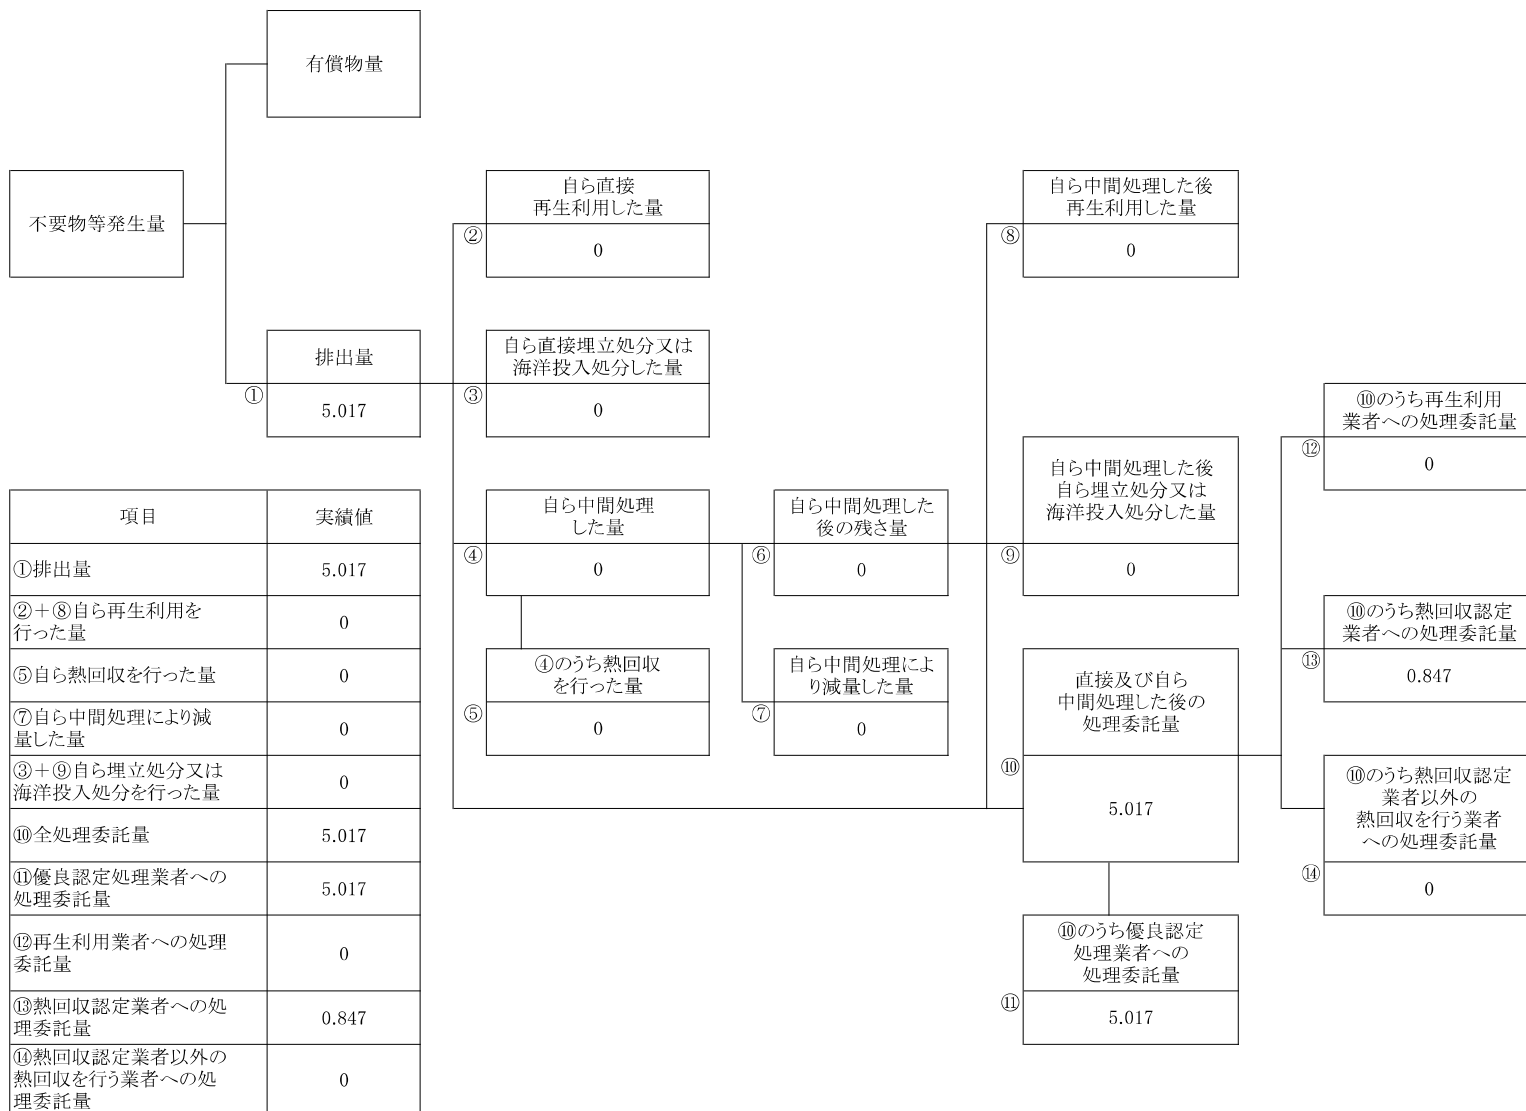 有償物量
不要物等発生量
自ら直接
再生利用した量
②
0
自ら中間処理した後
再生利用した量
⑧
0
排出量
①
5.017
自ら直接埋立処分又は
海洋投入処分した量
③
0
⑩のうち再生利用
業者への処理委託量
⑫
0
自ら中間処理
した量
④
0
自ら中間処理した
後の残さ量
⑥
0
自ら中間処理した後
自ら埋立処分又は
海洋投入処分した量
⑨
0
⑩のうち熱回収認定
業者への処理委託量
⑬
0.847
④のうち熱回収
を行った量
⑤
0
自ら中間処理によ
り減量した量
⑦
0
直接及び自ら
中間処理した後の
処理委託量
⑩
5.017
⑩のうち熱回収認定
業者以外の
熱回収を行う業者
への処理委託量
⑭
0
⑩のうち優良認定
処理業者への
処理委託量
⑪
5.017
項目 実績値
①排出量 5.017
②＋⑧自ら再生利用を
行った量 0
⑤自ら熱回収を行った量 0
⑦自ら中間処理により減
量した量 0
③＋⑨自ら埋立処分又は
海洋投入処分を行った量 0
⑩全処理委託量 5.017
⑪優良認定処理業者への
処理委託量 5.017
⑫再生利用業者への処理
委託量 0
⑬熱回収認定業者への処
理委託量 0.847
⑭熱回収認定業者以外の
熱回収を行う業者への処
理委託量 0